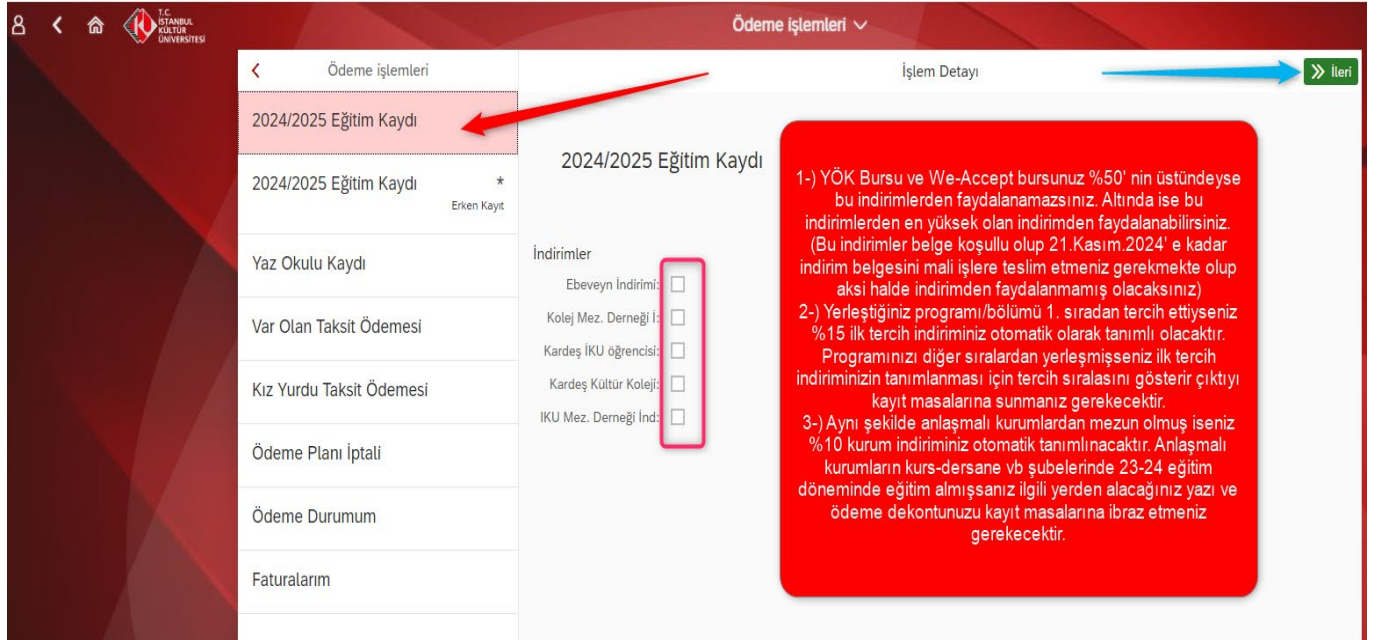 T.C.
İSTANBUL
KÜLTÜR
ÜNİVERSİTESİ
Ödeme işlemleri
Ödeme işlemleri
İşlem Detayı
İleri
2024/2025 Eğitim Kaydı
2024/2025 Eğitim Kaydı *
Erken Kayıt
Yaz Okulu Kaydı
Var Olan Taksit Ödemesi
Kız Yurdu Taksit Ödemesi
Ödeme Planı İptali
Ödeme Durumum
Faturalarım
2024/2025 Eğitim Kaydı
İndirimler
Ebeveyn İndirimi:
Kolej Mez. Derneği İ:
Kardeş İKU öğrencisi:
Kardeş Kültür Koleji:
IKU Mez. Derneği İnd:
1-) YÖK Bursu ve We-Accept bursunuz %50' nin üstündeyse
bu indirimlerden faydalanamazsınız. Altında ise bu
indirimlerden en yüksek olan indirimden faydalanabilirsiniz.
(Bu indirimler belge koşullu olup 21.Kasım.2024' e kadar
indirim belgesini mali işlere teslim etmeniz gerekmekte olup
aksi halde indirimden faydalanmamış olacaksınız)
2-) Yerleştiğiniz programı/bölümü 1. sıradan tercih ettiyseniz
%15 ilk tercih indiriminiz otomatik olarak tanımlı olacaktır.
Programınızı diğer sıralardan yerleşmişseniz ilk tercih
indiriminizin tanımlanması için tercih sıralasını gösterir çıktıyı
kayıt masalarına sunmanız gerekecektir.
3-) Aynı şekilde anlaşmalı kurumlardan mezun olmuş iseniz
%10 kurum indiriminiz otomatik tanımlınacaktır. Anlaşmalı
kurumların kurs-dersane vb şubelerinde 23-24 eğitim
döneminde eğitim almışsanız ilgili yerden alacağınız yazı ve
ödeme dekontunuzu kayıt masalarına ibraz etmeniz
gerekecektir.